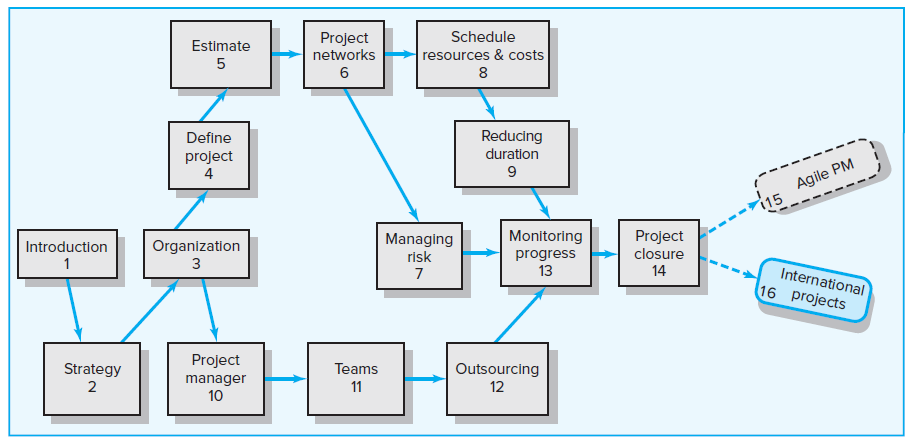 Estimate
5
Project
networks
6
Schedule
resources & costs
8
Define
project
4
Reducing
duration
9
Agile PM
15
Introduction
1
Organization
3
Managing
risk
7
Monitoring
progress
13
Project
closure
14
International
16 projects
Strategy
2
Project
manager
10
Teams
11
Outsourcing
12